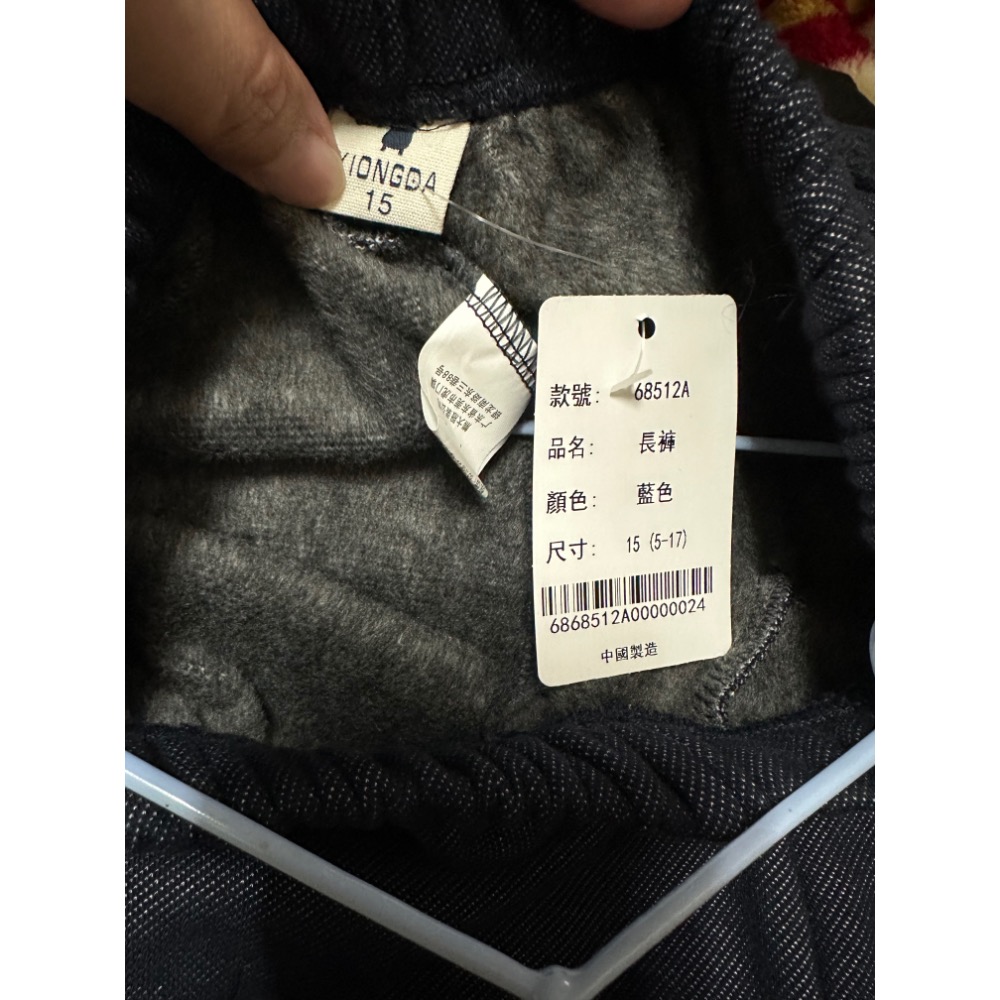 XIONGDA
15
款號: 68512A
品名: 長褲
顏色: 藍色
尺寸: 15 (5-17)
6868512A00000024
中國製造